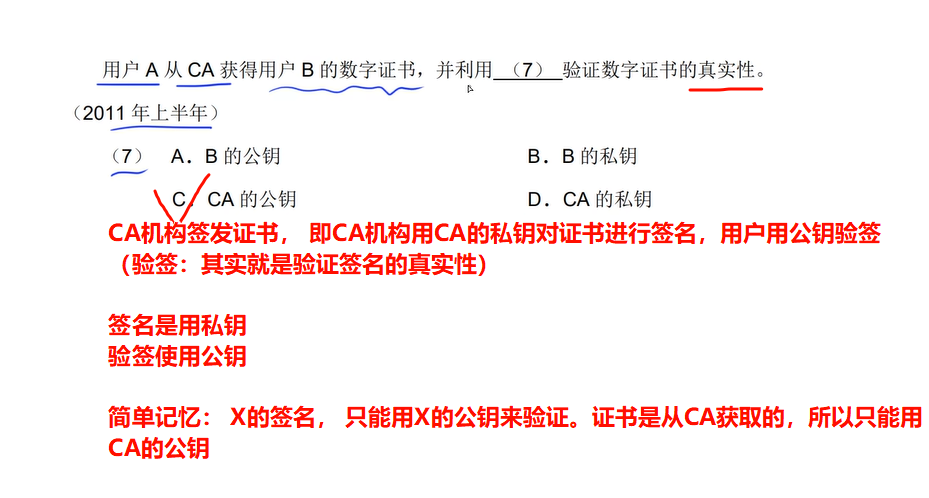 用户 A 从 CA 获得用户 B 的数字证书，并利用 （7） 验证数字证书的真实性。
（2011 年上半年）
（7） A．B 的公钥 B．B 的私钥
C．CA 的公钥 D．CA 的私钥
CA机构签发证书， 即CA机构用CA的私钥对证书进行签名，用户用公钥验签
（验签：其实就是验证签名的真实性）
签名是用私钥
验签使用公钥
简单记忆： X的签名， 只能用X的公钥来验证。证书是从CA获取的，所以只能用
CA的公钥